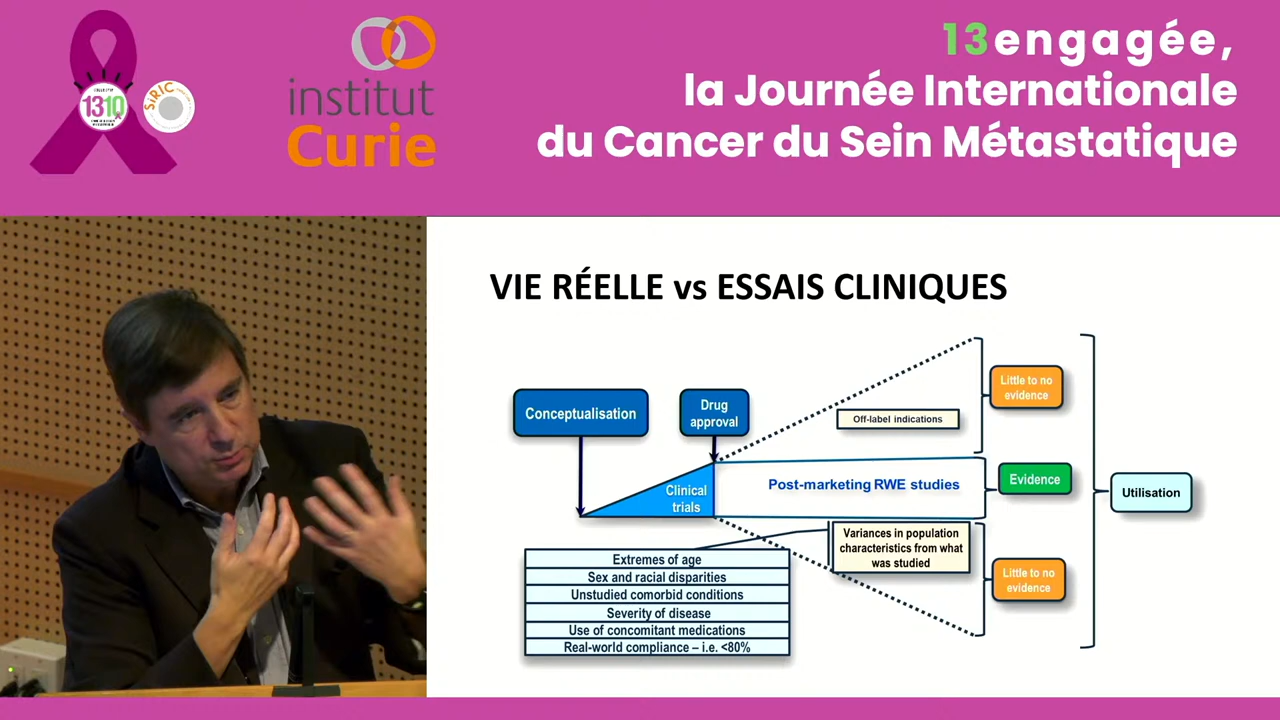 1310
SiRIC
institut
Curie
13engagée,
la Journée Internationale
du Cancer du Sein Métastatique
VIE RÉELLE vs ESSAIS CLINIQUES
Conceptualisation
Drug
approval
Clinical
trials
Off-label indications
Post-marketing RWE studies
Variances in population
characteristics from what
was studied
Little to no
evidence
Evidence
Little to no
evidence
Utilisation
Extremes of age
Sex and racial disparities
Unstudied comorbid conditions
Severity of disease
Use of concomitant medications
Real-world compliance – i.e. <80%